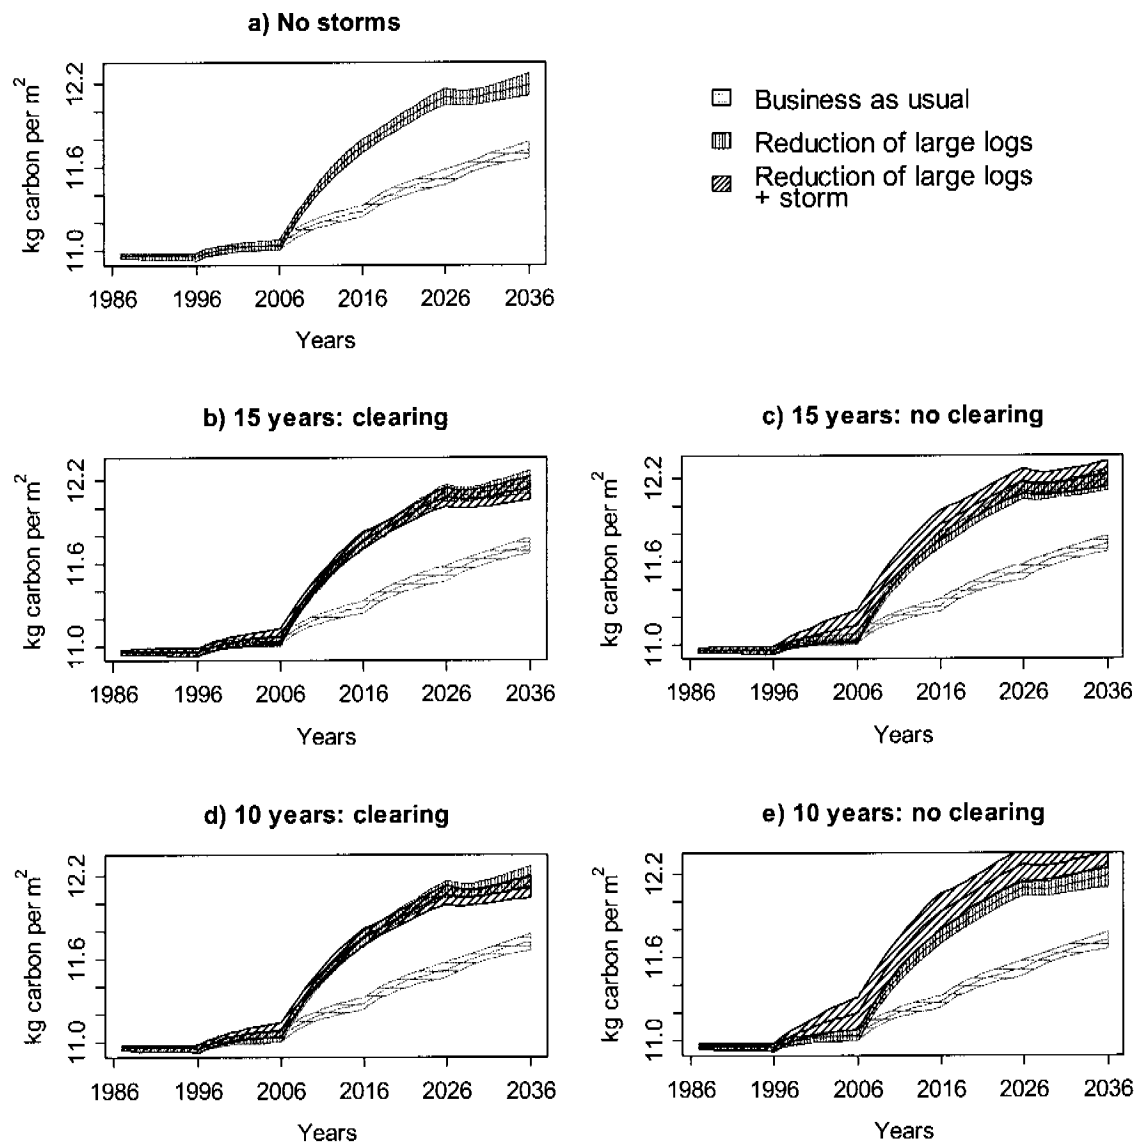 a) No storms
kg carbon per m2
12.2
11.6
11.0
1986 1996 2006 2016 2026 2036
Years
Business as usual
Reduction of large logs
Reduction of large logs
+ storm
b) 15 years: clearing
kg carbon per m2
12.2
11.6
11.0
1986 1996 2006 2016 2026 2036
Years
c) 15 years: no clearing
kg carbon per m2
12.2
11.6
11.0
1986 1996 2006 2016 2026 2036
Years
d) 10 years: clearing
kg carbon per m2
12.2
11.6
11.0
1986 1996 2006 2016 2026 2036
Years
e) 10 years: no clearing
kg carbon per m2
12.2
11.6
11.0
1986 1996 2006 2016 2026 2036
Years